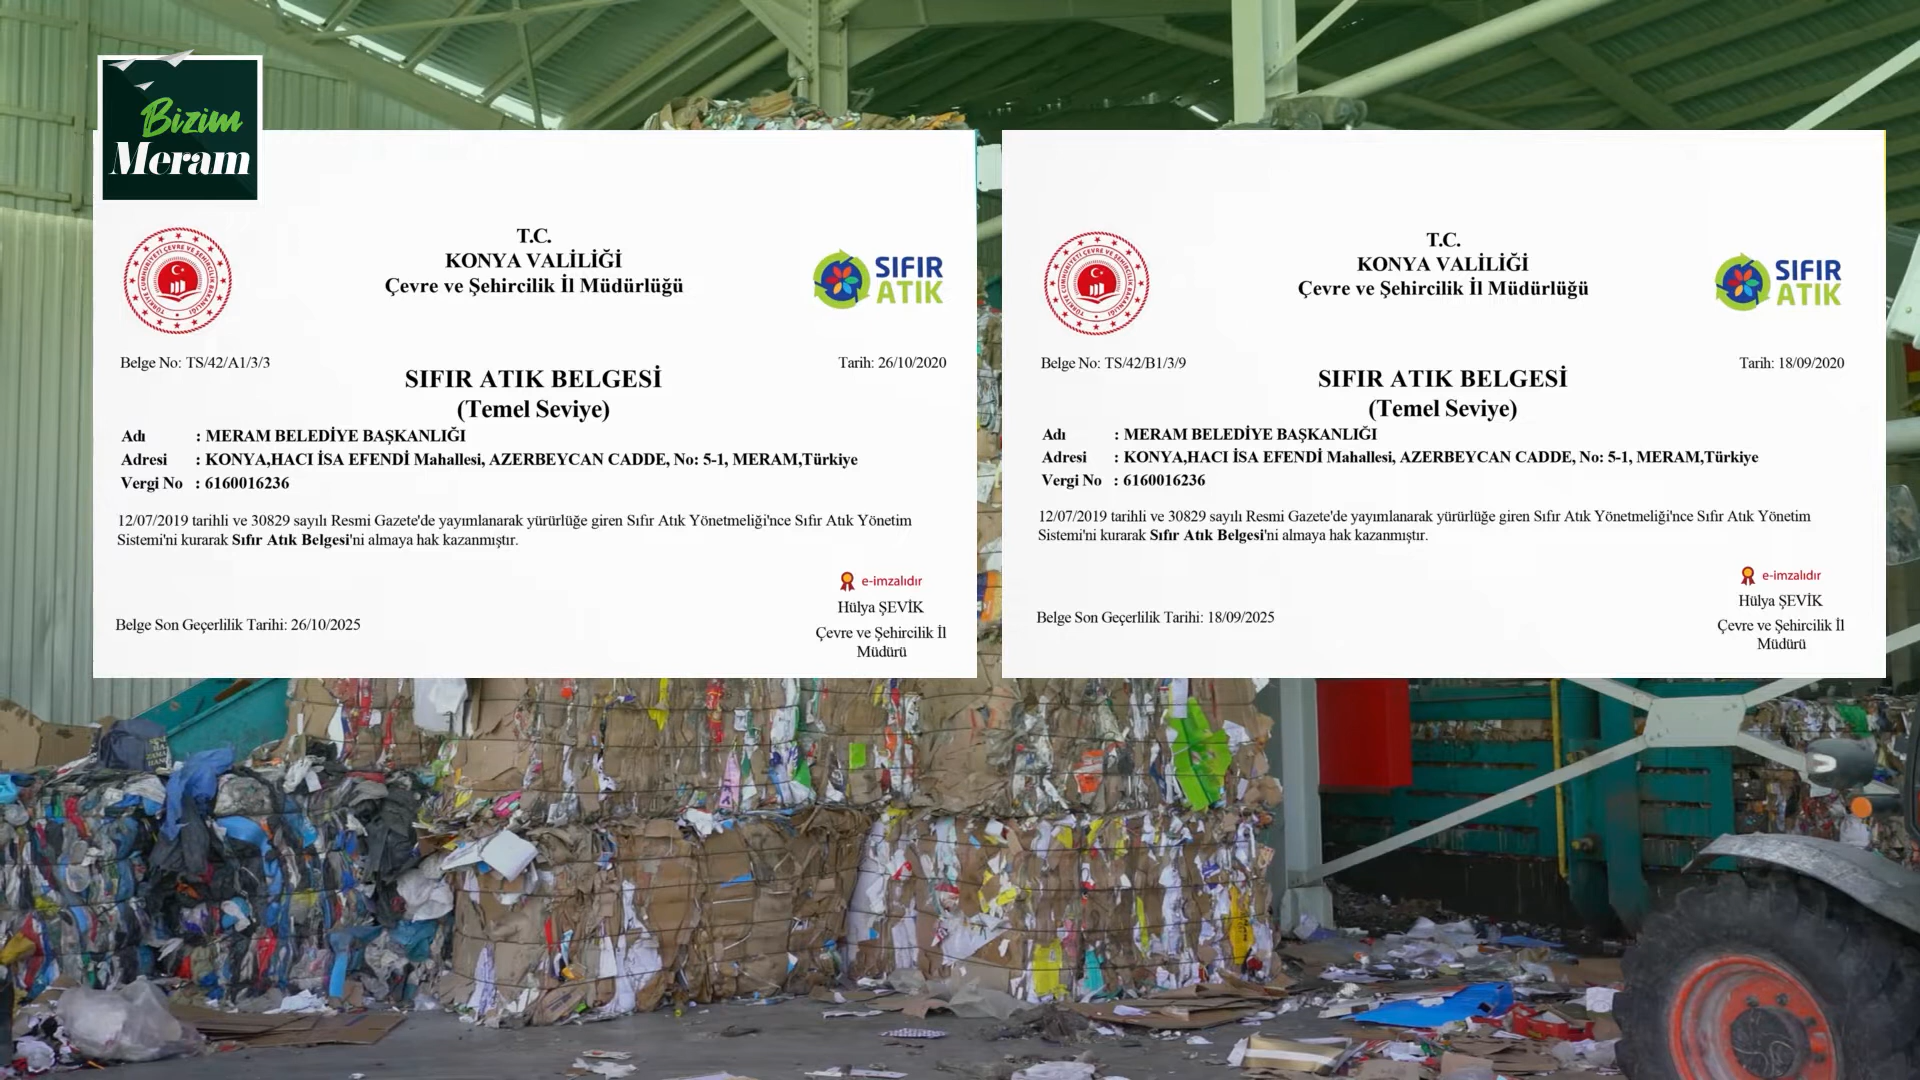 Bizim
Meram
T.C.
KONYA VALİLİĞİ
Çevre ve Şehircilik İl Müdürlüğü
SIFIR
ATIK
Belge No: TS/42/A1/3/3
Tarih: 26/10/2020
SIFIR ATIK BELGESİ
(Temel Seviye)
Adı : MERAM BELEDİYE BAŞKANLIĞI
Adresi : KONYA,HACI İSA EFENDİ Mahallesi, AZERBEYCAN CADDE, No: 5-1, MERAM,Türkiye
Vergi No : 6160016236
12/07/2019 tarihli ve 30829 sayılı Resmi Gazete'de yayımlanarak yürürlüğe giren Sıfır Atık Yönetmeliği'nce Sıfır Atık Yönetim
Sistemi'ni kurarak Sıfır Atık Belgesi'ni almaya hak kazanmıştır.
e-imzalıdır
Hülya ŞEVİK
Belge Son Geçerlilik Tarihi: 26/10/2025
Çevre ve Şehircilik İl
Müdürü
T.C.
KONYA VALİLİĞİ
Çevre ve Şehircilik İl Müdürlüğü
SIFIR
ATIK
Belge No: TS/42/B1/3/9
Tarih: 18/09/2020
SIFIR ATIK BELGESİ
(Temel Seviye)
Adı : MERAM BELEDİYE BAŞKANLIĞI
Adresi : KONYA,HACI İSA EFENDİ Mahallesi, AZERBEYCAN CADDE, No: 5-1, MERAM,Türkiye
Vergi No : 6160016236
12/07/2019 tarihli ve 30829 sayılı Resmi Gazete'de yayımlanarak yürürlüğe giren Sıfır Atık Yönetmeliği'nce Sıfır Atık Yönetim
Sistemi'ni kurarak Sıfır Atık Belgesi'ni almaya hak kazanmıştır.
e-imzalıdır
Hülya ŞEVİK
Belge Son Geçerlilik Tarihi: 18/09/2025
Çevre ve Şehircilik İl
Müdürü